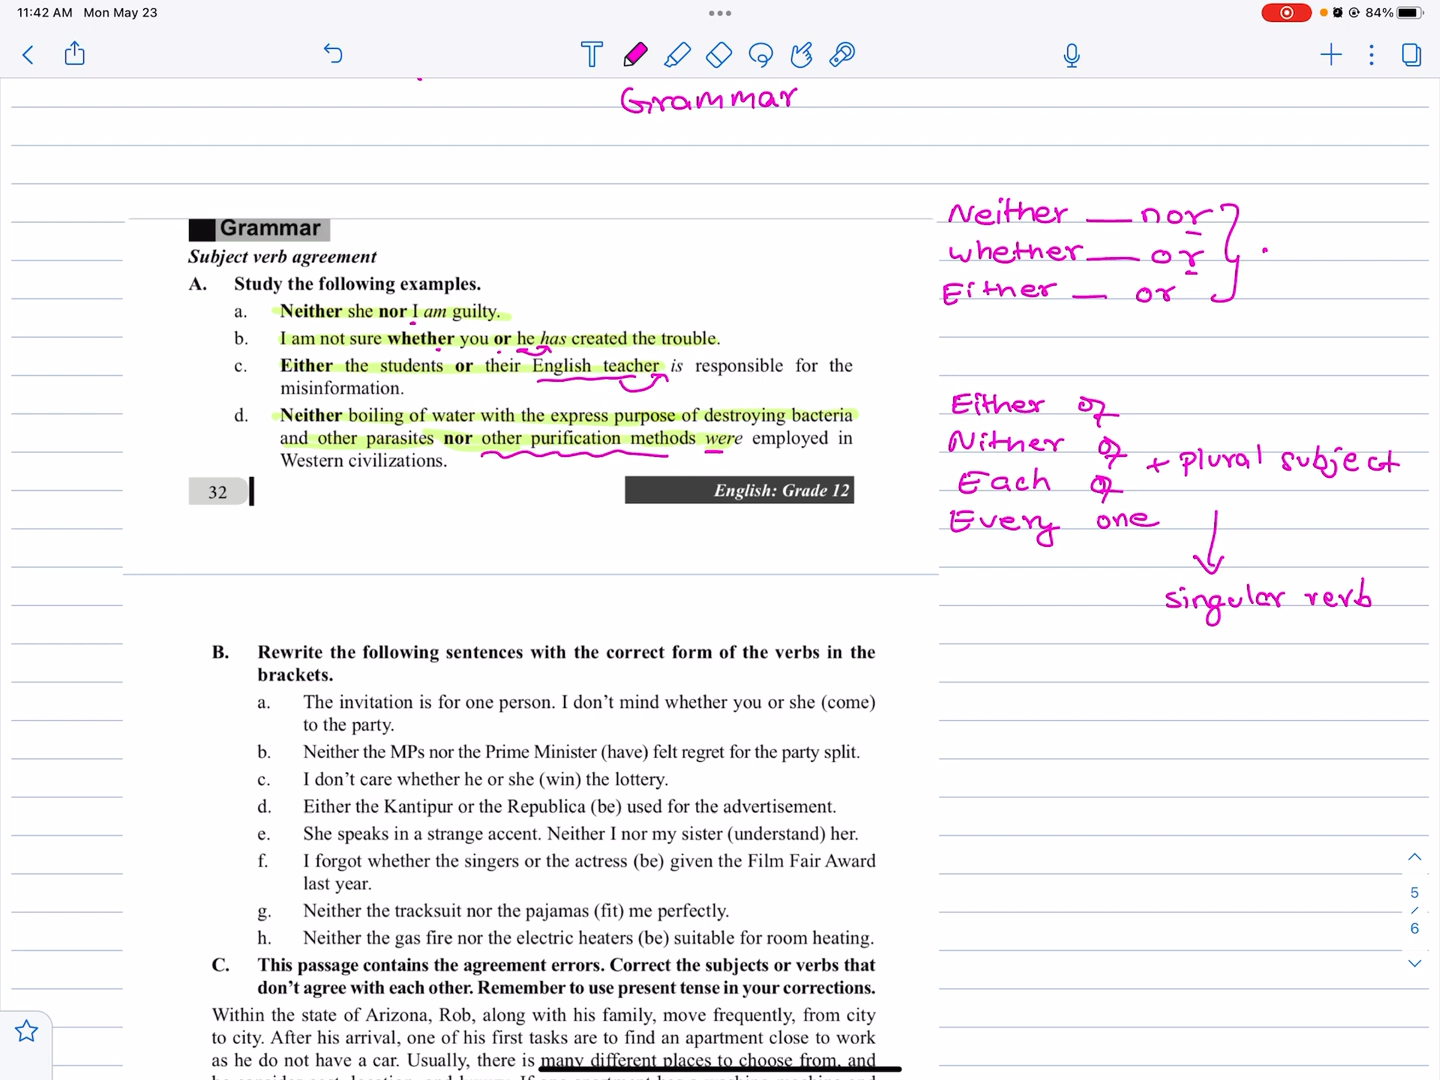 11:42 AM Mon May 23
84%
Grammar
Grammar
Subject verb agreement
A. Study the following examples.
a. Neither she nor I am guilty.
b. I am not sure whether you or he has created the trouble.
c. Either the students or their English teacher is responsible for the
misinformation.
d. Neither boiling of water with the express purpose of destroying bacteria
and other parasites nor other purification methods were employed in
Western civilizations.
32
English: Grade 12
Neither __ nor
whether __ or
Either __ or
Either of
Nither of
Each of
Every one
+ plural subject
singular verb
B. Rewrite the following sentences with the correct form of the verbs in the
brackets.
a. The invitation is for one person. I don't mind whether you or she (come)
to the party.
b. Neither the MPs nor the Prime Minister (have) felt regret for the party split.
c. I don't care whether he or she (win) the lottery.
d. Either the Kantipur or the Republica (be) used for the advertisement.
e. She speaks in a strange accent. Neither I nor my sister (understand) her.
f. I forgot whether the singers or the actress (be) given the Film Fair Award
last year.
g. Neither the tracksuit nor the pajamas (fit) me perfectly.
h. Neither the gas fire nor the electric heaters (be) suitable for room heating.
C. This passage contains the agreement errors. Correct the subjects or verbs that
don't agree with each other. Remember to use present tense in your corrections.
Within the state of Arizona, Rob, along with his family, move frequently, from city
to city. After his arrival, one of his first tasks are to find an apartment close to work
as he do not have a car. Usually, there is many different places to choose from, and
5
/
6